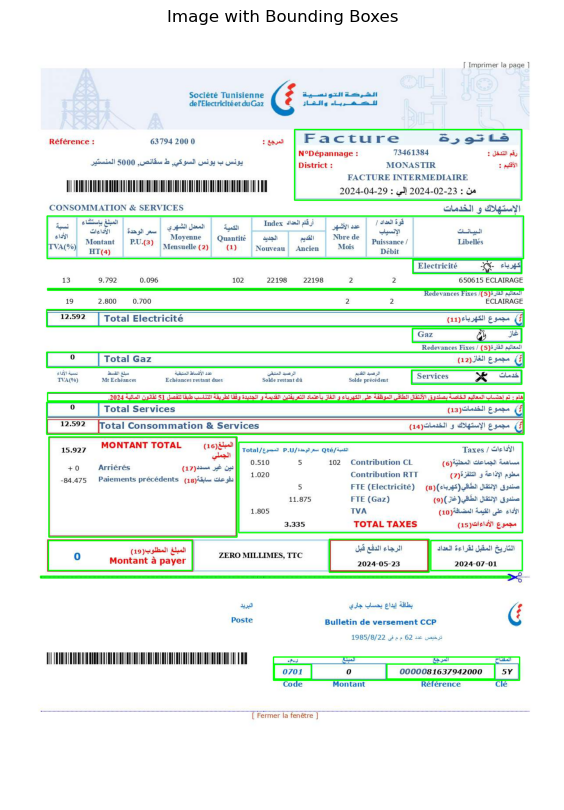 Image with Bounding Boxes
[ Imprimer la page ]
Société Tunisienne
de l'Electricité et du Gaz
الشركة التونسية
للكهرباء والغاز
Référence :
63794 200 0
المرجع :
Facture
فاتورة
N°Dépannage :
73461384
رقم التدخل :
District :
MONASTIR
الأقليم :
FACTURE INTERMEDIAIRE
من : 23-02-2024 إلي : 29-04-2024
يونس ب يونس السوكي, ط سقانص, 5000 المنستير
CONSOMMATION & SERVICES
الإستهلاك و الخدمات
نسبة الأداء TVA(%)
المبلغ بإستثناء الأداءات Montant HT(4)
سعر الوحدة P.U.(3)
المعدل الشهري Moyenne Mensuelle (2)
الكمية Quantité (1)
Index أرقام العداد
الجديد Nouveau
القديم Ancien
عدد الأشهر Nbre de Mois
قوة العداد / الإنسياب Puissance / Débit
البيانات Libellés
Electricité كهرباء
13 9.792 0.096 102 22198 22198 2 2 650615 ECLAIRAGE
Redevances Fixes /(5)المعاليم القارة
19 2.800 0.700 2 2 ECLAIRAGE
12.592 Total Electricité (11)مجموع الكهرباء
Gaz غاز
Redevances Fixes /(5)المعاليم القارة
0 Total Gaz (12)مجموع الغاز
نسبة الأداء TVA(%)
مبلغ القسط Mt Echéances
عدد الأقساط المتبقية Echéances restant dues
الرصيد المتبقي Solde restant dû
الرصيد القديم Solde précédent
Services خدمات
هام : تم إحتساب المعاليم الخاصة بصندوق الأنتقال الطاقي الموظفة على الكهرباء و الغاز بأعتماد التعريفتين القديمة و الجديدة وفقا لطريقة التناسب طبقا للفصل 51 لقانون المالية 2024.
0 Total Services (13)مجموع الخدمات
12.592 Total Consommation & Services (14)مجموع الإستهلاك و الخدمات
15.927 MONTANT TOTAL (16)المبلغ الجملي
+ 0 Arriérés (17)دين غير مسدد
-84.475 Paiements précédents (18)دفوعات سابقة
Total/المجموع P.U/سعر الوحدة Qté/الكمية
Taxes / الأداءات
0.510 5 102 Contribution CL (6)مساهمة الجماعات المحلية
1.020 Contribution RTT (7)معلوم الإذاعة و التلفزة
5 FTE (Electricité) (8)صندوق الإنتقال الطاقي(كهرباء)
11.875 FTE (Gaz) (9)صندوق الإنتقال الطاقي(غاز)
1.805 TVA (10)الأداء على القيمة المضافة
3.335 TOTAL TAXES (15)مجموع الأداءات
0
(19)المبلغ المطلوب
Montant à payer
ZERO MILLIMES, TTC
الرجاء الدفع قبل
2024-05-23
التاريخ المقبل لقراءة العداد
2024-07-01
البريد
Poste
بطاقة إيداع بحساب جاري
Bulletin de versement CCP
ترخيص عدد 62 م م في 1985/8/22
المبلغ المرجع المفتاح
0701 0 0000081637942000 5Y
Code Montant Référence Clé
[ Fermer la fenêtre ]